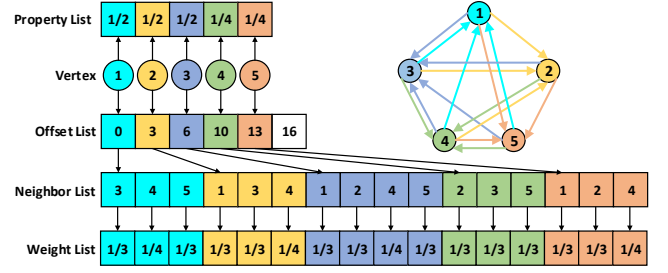 Property List 1/2 1/2 1/2 1/4 1/4
Vertex 1 2 3 4 5
Offset List 0 3 6 10 13 16
Neighbor List 3 4 5 1 3 4 1 2 4 5 2 3 5 1 2 4
Weight List 1/3 1/4 1/3 1/3 1/3 1/4 1/3 1/3 1/4 1/3 1/3 1/3 1/3 1/3 1/3 1/4
1
3 2
4 5